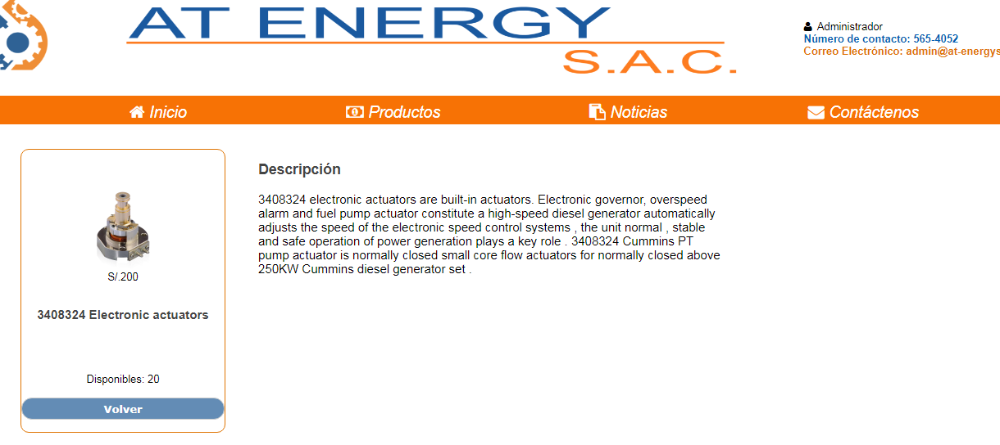 AT ENERGY
S.A.C.
Administrador
Número de contacto: 565-4052
Correo Electrónico: admin@at-energys
Inicio
Productos
Noticias
Contáctenos
S/.200
3408324 Electronic actuators
Disponibles: 20
Volver
Descripción
3408324 electronic actuators are built-in actuators. Electronic governor, overspeed
alarm and fuel pump actuator constitute a high-speed diesel generator automatically
adjusts the speed of the electronic speed control systems , the unit normal , stable
and safe operation of power generation plays a key role . 3408324 Cummins PT
pump actuator is normally closed small core flow actuators for normally closed above
250KW Cummins diesel generator set .